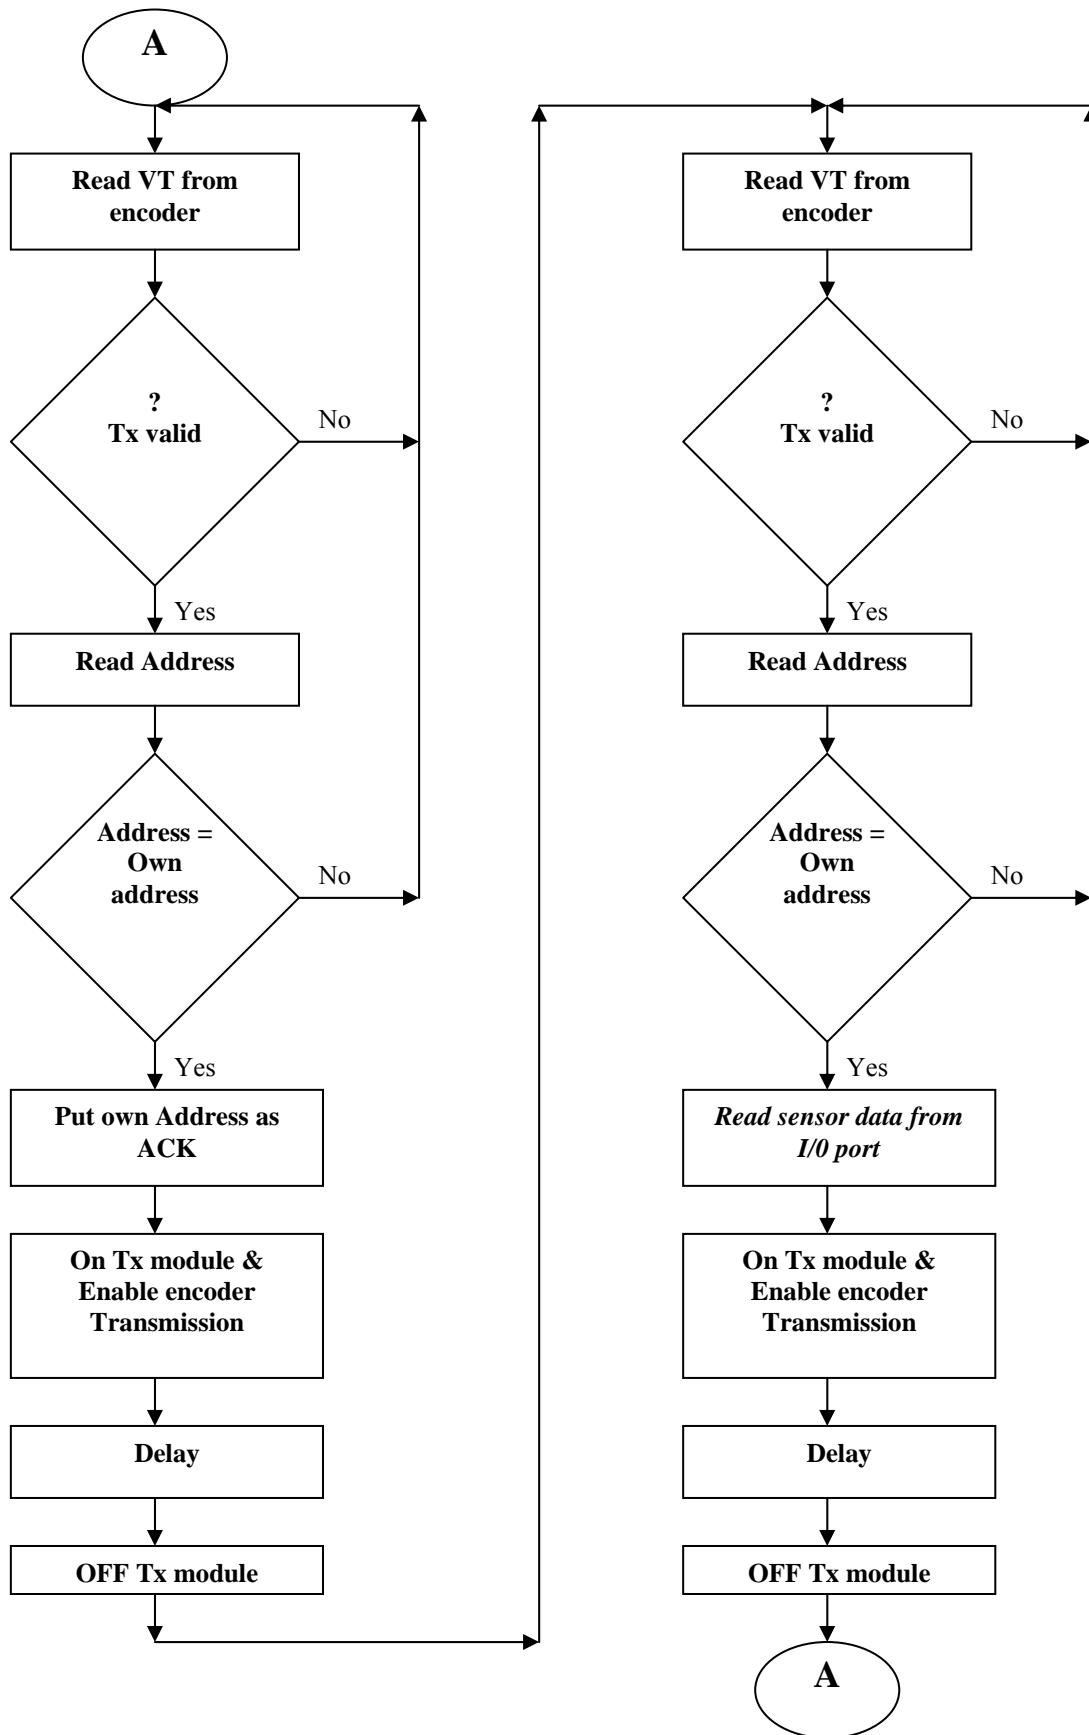 A
Read VT from
encoder
?
Tx valid
No
Yes
Read Address
Address =
Own
address
No
Yes
Put own Address as
ACK
On Tx module &
Enable encoder
Transmission
Delay
OFF Tx module
Read VT from
encoder
?
Tx valid
No
Yes
Read Address
Address =
Own
address
No
Yes
Read sensor data from
I/0 port
On Tx module &
Enable encoder
Transmission
Delay
OFF Tx module
A